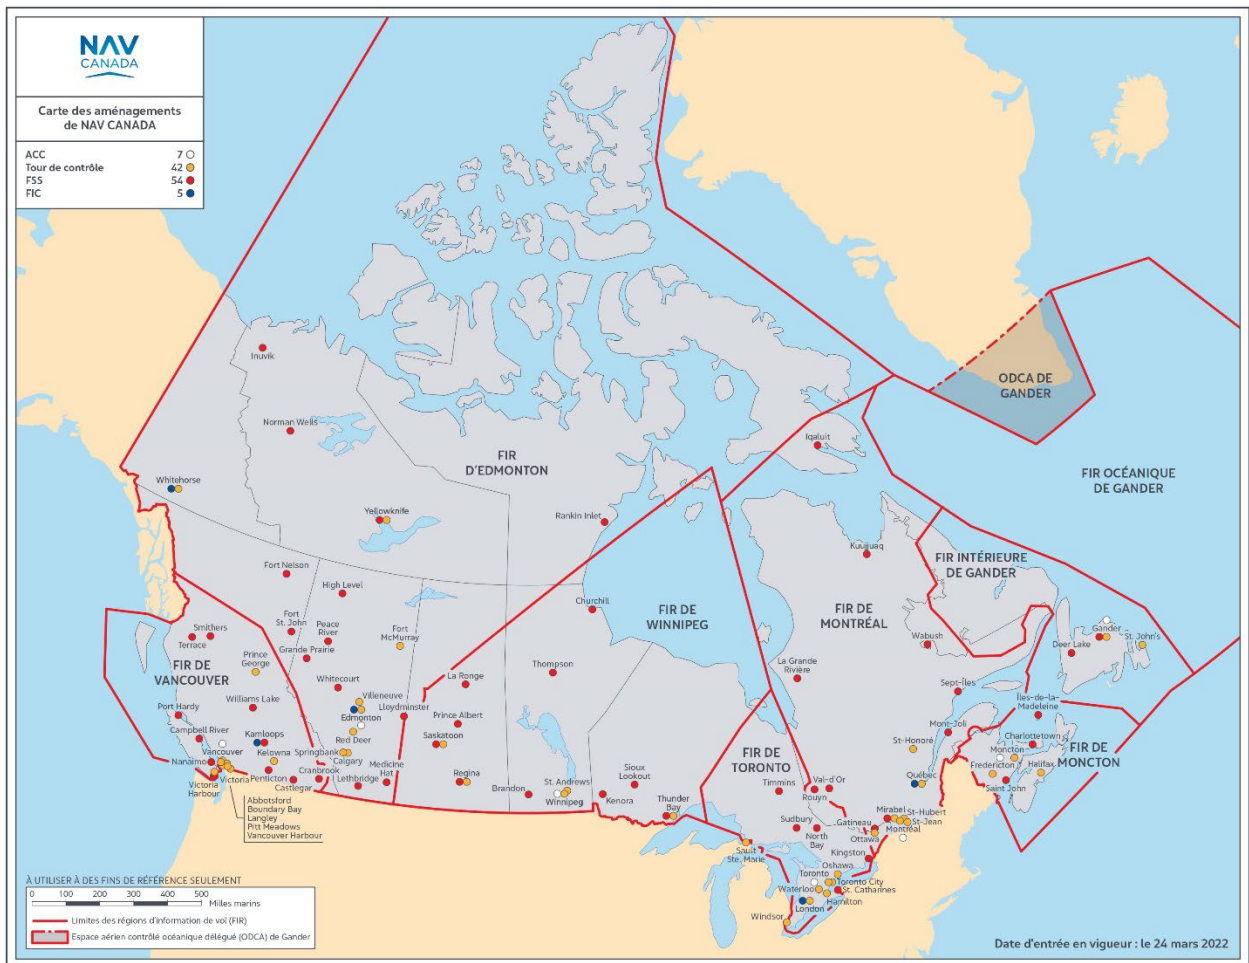 NAV
CANADA
Carte des aménagements
de NAV CANADA
ACC 7
Tour de contrôle 42
FSS 54
FIC 5
Inuvik
Norman Wells
Whitehorse
Yellowknife
FIR
D'EDMONTON
Rankin Inlet
Iqaluit
ODCA DE
GANDER
FIR OCÉANIQUE
DE GANDER
Kuujjuaq
FIR INTÉRIEURE
DE GANDER
Fort Nelson
High Level
Churchill
FIR DE
WINNIPEG
FIR DE
MONTRÉAL
Smithers
Terrace
Fort
St. John
Peace
River
Fort
McMurray
Grande Prairie
Prince
George
FIR DE
VANCOUVER
Wabush
Gander
St. John's
Deer Lake
Thompson
La Ronge
La Grande
Rivière
Whitecourt
Villeneuve
Williams Lake
Edmonton
Lloydminster
Sept-Îles
Îles-de-la-
Madeleine
Port Hardy
Prince Albert
Campbell River
Kamloops
Red Deer
Saskatoon
Mont-Joli
Charlottetown
St-Honoré
Vancouver
Kelowna
Springbank
Calgary
Moncton
FIR DE
MONCTON
Nanaimo
Penticton
Cranbrook
Medicine
Hat
Regina
Sioux
Lookout
FIR DE
TORONTO
Fredericton
Halifax
Victoria
Castlegar
Lethbridge
Brandon
St. Andrews
Winnipeg
Kenora
Timmins
Val-d'Or
Rouyn
Québec
Saint John
Victoria
Harbour
Abbotsford
Boundary Bay
Langley
Pitt Meadows
Vancouver Harbour
Thunder
Bay
Mirabel
St-Hubert
St-Jean
Montréal
Sudbury
North
Bay
Gatineau
Ottawa
Sault
Ste. Marie
Kingston
Oshawa
Toronto
Toronto City
Waterloo
St. Catharines
Hamilton
London
Windsor
À UTILISER À DES FINS DE RÉFÉRENCE SEULEMENT
0 100 200 300 400 500
Milles marins
Limites des régions d'information de vol (FIR)
Espace aérien contrôlé océanique délégué (ODCA) de Gander
Date d'entrée en vigueur : le 24 mars 2022